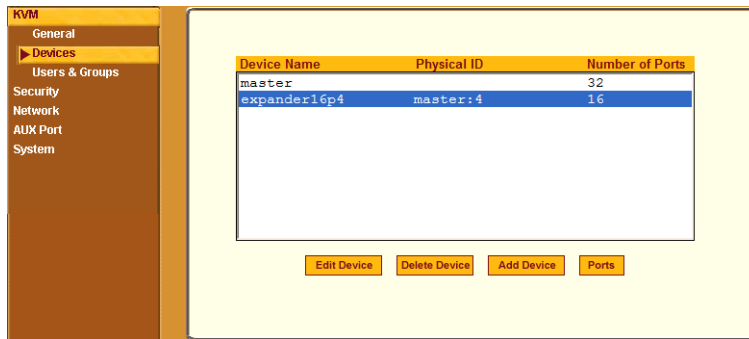 KVM
General
Devices
Users & Groups
Security
Network
AUX Port
System
Device Name Physical ID Number of Ports
master 32
expander16p4 master:4 16
Edit Device Delete Device Add Device Ports